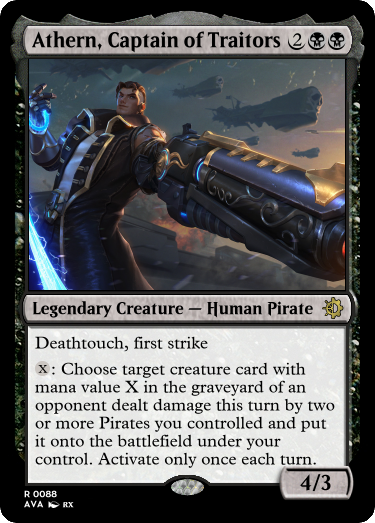 Athern, Captain of Traitors 2
Legendary Creature — Human Pirate
Deathtouch, first strike
X: Choose target creature card with
mana value X in the graveyard of an
opponent dealt damage this turn by two
or more Pirates you controlled and put
it onto the battlefield under your
control. Activate only once each turn.
4/3
R 0088
AVA RX